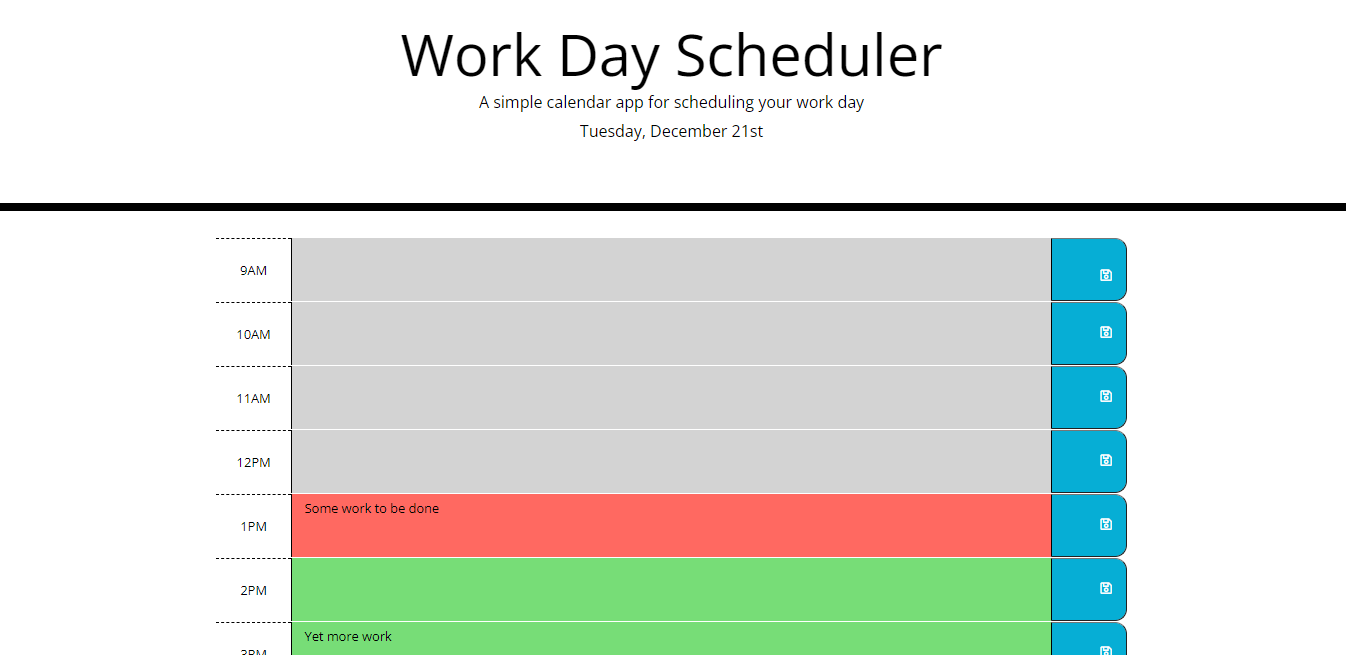 Work Day Scheduler
A simple calendar app for scheduling your work day
Tuesday, December 21st
9AM
10AM
11AM
12PM
1PM Some work to be done
2PM
3PM Yet more work